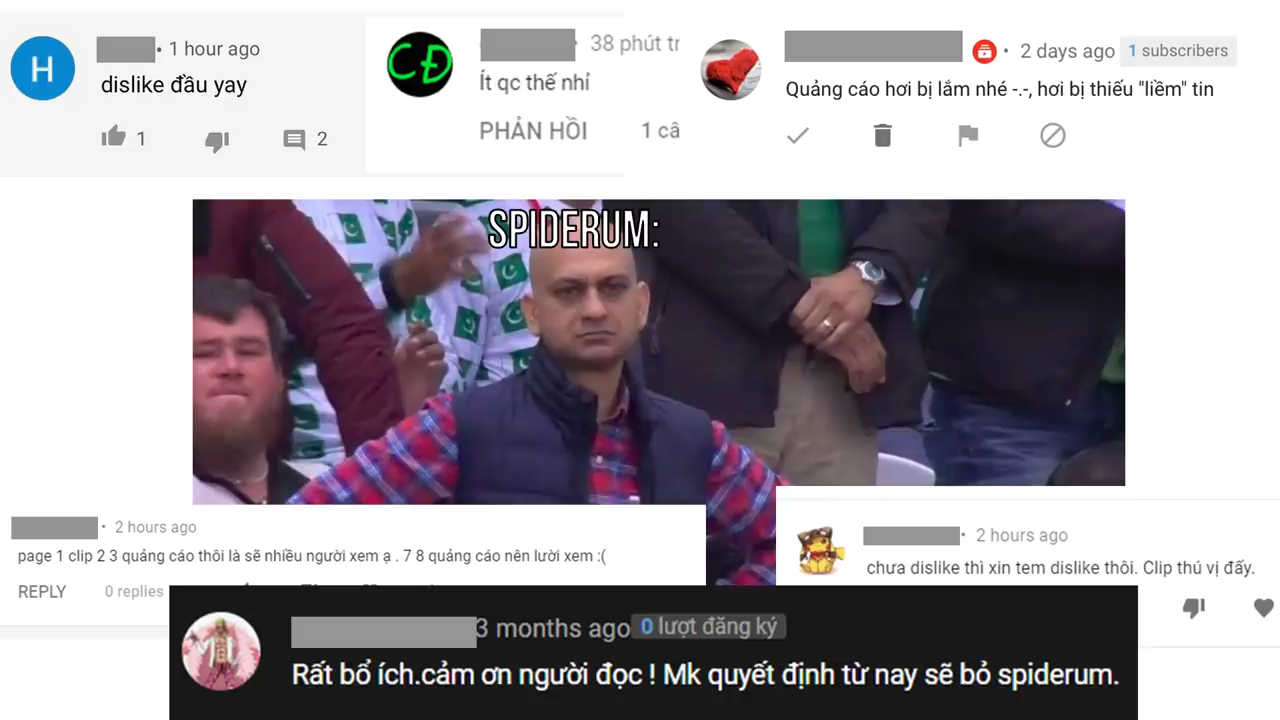 H
• 1 hour ago
dislike đầu yay
1
2
CĐ
38 phút tr
Ít qc thế nhỉ
PHẢN HỒI
1 câ
• 2 days ago 1 subscribers
Quảng cáo hơi bị lắm nhé -.-, hơi bị thiếu "liềm" tin
SPIDERUM:
• 2 hours ago
page 1 clip 2 3 quảng cáo thôi là sẽ nhiều người xem ạ . 7 8 quảng cáo nên lười xem :(
REPLY
0 replies
• 2 hours ago
chưa dislike thì xin tem dislike thôi. Clip thú vị đấy.
3 months ago 0 lượt đăng ký
Rất bổ ích.cảm ơn người đọc ! Mk quyết định từ nay sẽ bỏ spiderum.